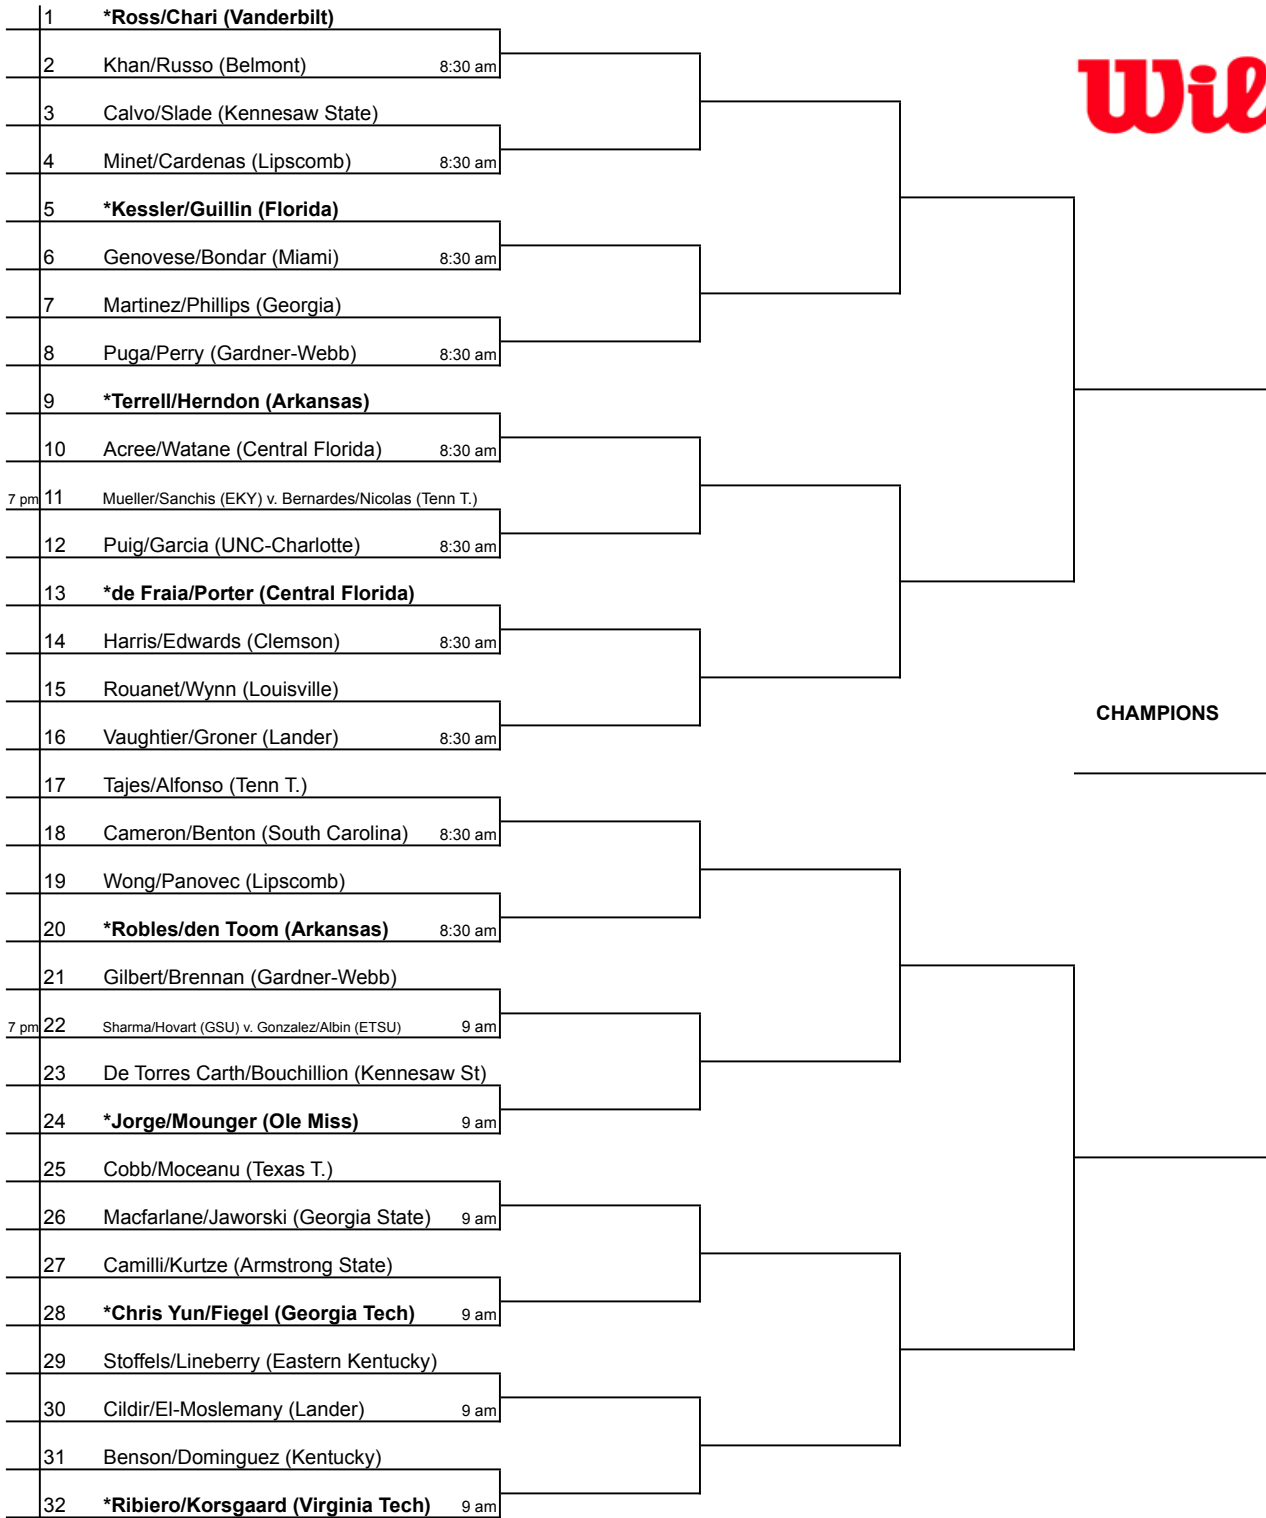 1 *Ross/Chari (Vanderbilt)
2 Khan/Russo (Belmont) 8:30 am
Wil
3 Calvo/Slade (Kennesaw State)
4 Minet/Cardenas (Lipscomb) 8:30 am
5 *Kessler/Guillin (Florida)
6 Genovese/Bondar (Miami) 8:30 am
7 Martinez/Phillips (Georgia)
8 Puga/Perry (Gardner-Webb) 8:30 am
9 *Terrell/Herndon (Arkansas)
10 Acree/Watane (Central Florida) 8:30 am
7 pm 11 Mueller/Sanchis (EKY) v. Bernardes/Nicolas (Tenn T.)
12 Puig/Garcia (UNC-Charlotte) 8:30 am
13 *de Fraia/Porter (Central Florida)
14 Harris/Edwards (Clemson) 8:30 am
15 Rouanet/Wynn (Louisville)
CHAMPIONS
16 Vaughtier/Groner (Lander) 8:30 am
17 Tajes/Alfonso (Tenn T.)
18 Cameron/Benton (South Carolina) 8:30 am
19 Wong/Panovec (Lipscomb)
20 *Robles/den Toom (Arkansas) 8:30 am
21 Gilbert/Brennan (Gardner-Webb)
7 pm 22 Sharma/Hovart (GSU) v. Gonzalez/Albin (ETSU) 9 am
23 De Torres Carth/Bouchillion (Kennesaw St)
24 *Jorge/Mounger (Ole Miss) 9 am
25 Cobb/Moceanu (Texas T.)
26 Macfarlane/Jaworski (Georgia State) 9 am
27 Camilli/Kurtze (Armstrong State)
28 *Chris Yun/Fiegel (Georgia Tech) 9 am
29 Stoffels/Lineberry (Eastern Kentucky)
30 Cildir/El-Moslemany (Lander) 9 am
31 Benson/Dominguez (Kentucky)
32 *Ribiero/Korsgaard (Virginia Tech) 9 am